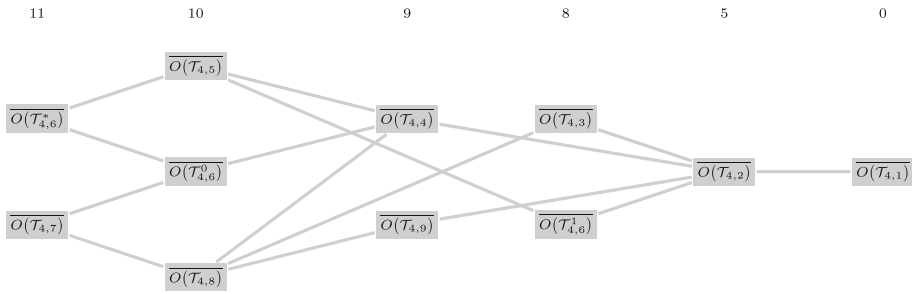 11 10 9 8 5 0
$\overline{O(\mathcal{T}_{4,5})}$
$\overline{O(\mathcal{T}^{*}_{4,6})}$ $\overline{O(\mathcal{T}_{4,4})}$ $\overline{O(\mathcal{T}_{4,3})}$
$\overline{O(\mathcal{T}^{0}_{4,6})}$ $\overline{O(\mathcal{T}_{4,2})}$ $\overline{O(\mathcal{T}_{4,1})}$
$\overline{O(\mathcal{T}_{4,7})}$ $\overline{O(\mathcal{T}_{4,9})}$ $\overline{O(\mathcal{T}^{1}_{4,6})}$
$\overline{O(\mathcal{T}_{4,8})}$